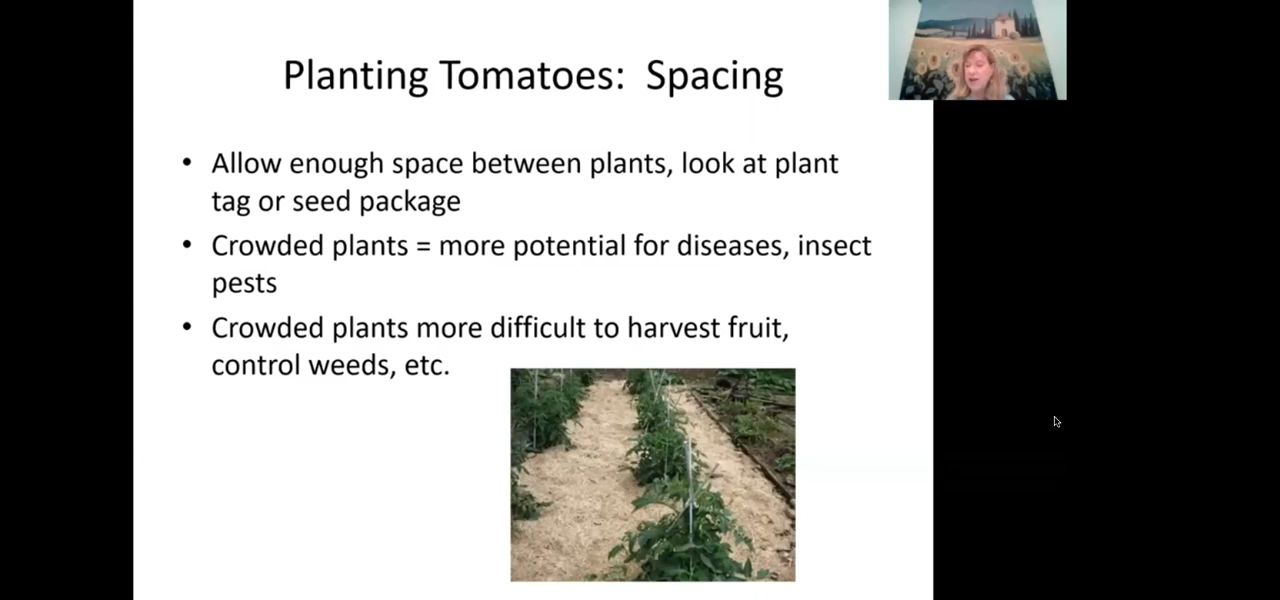 Planting Tomatoes: Spacing
• Allow enough space between plants, look at plant
tag or seed package
• Crowded plants = more potential for diseases, insect
pests
• Crowded plants more difficult to harvest fruit,
control weeds, etc.